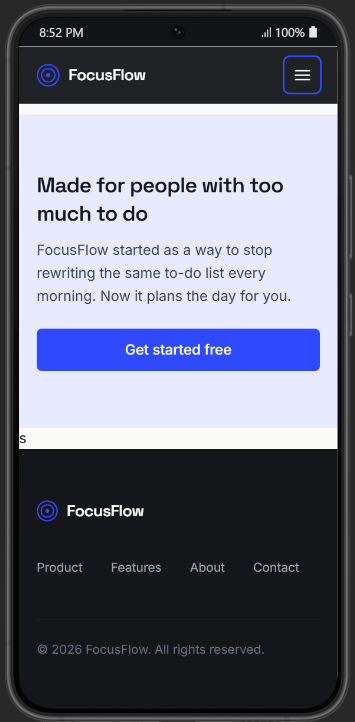 8:52 PM 100%
FocusFlow
Made for people with too
much to do
FocusFlow started as a way to stop
rewriting the same to-do list every
morning. Now it plans the day for you.
Get started free
s
FocusFlow
Product Features About Contact
© 2026 FocusFlow. All rights reserved.